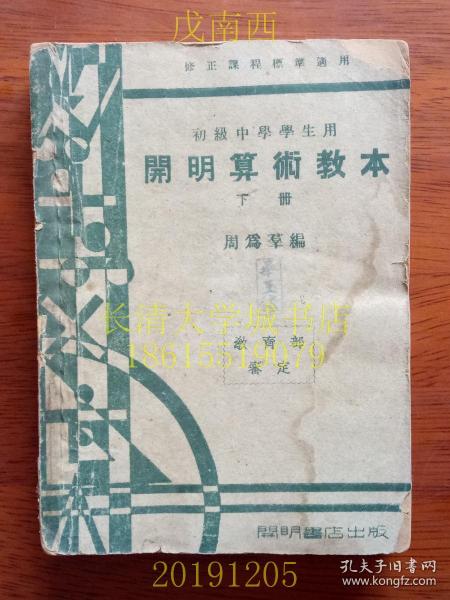 戊南西
修正課程標準適用
初級中學學生用
開明算術教本
下册
周爲羣編
長清大学城书店
18615519079
教育部
審定
開明書店出版
20191205
孔夫子旧书网
www.kongfz.com